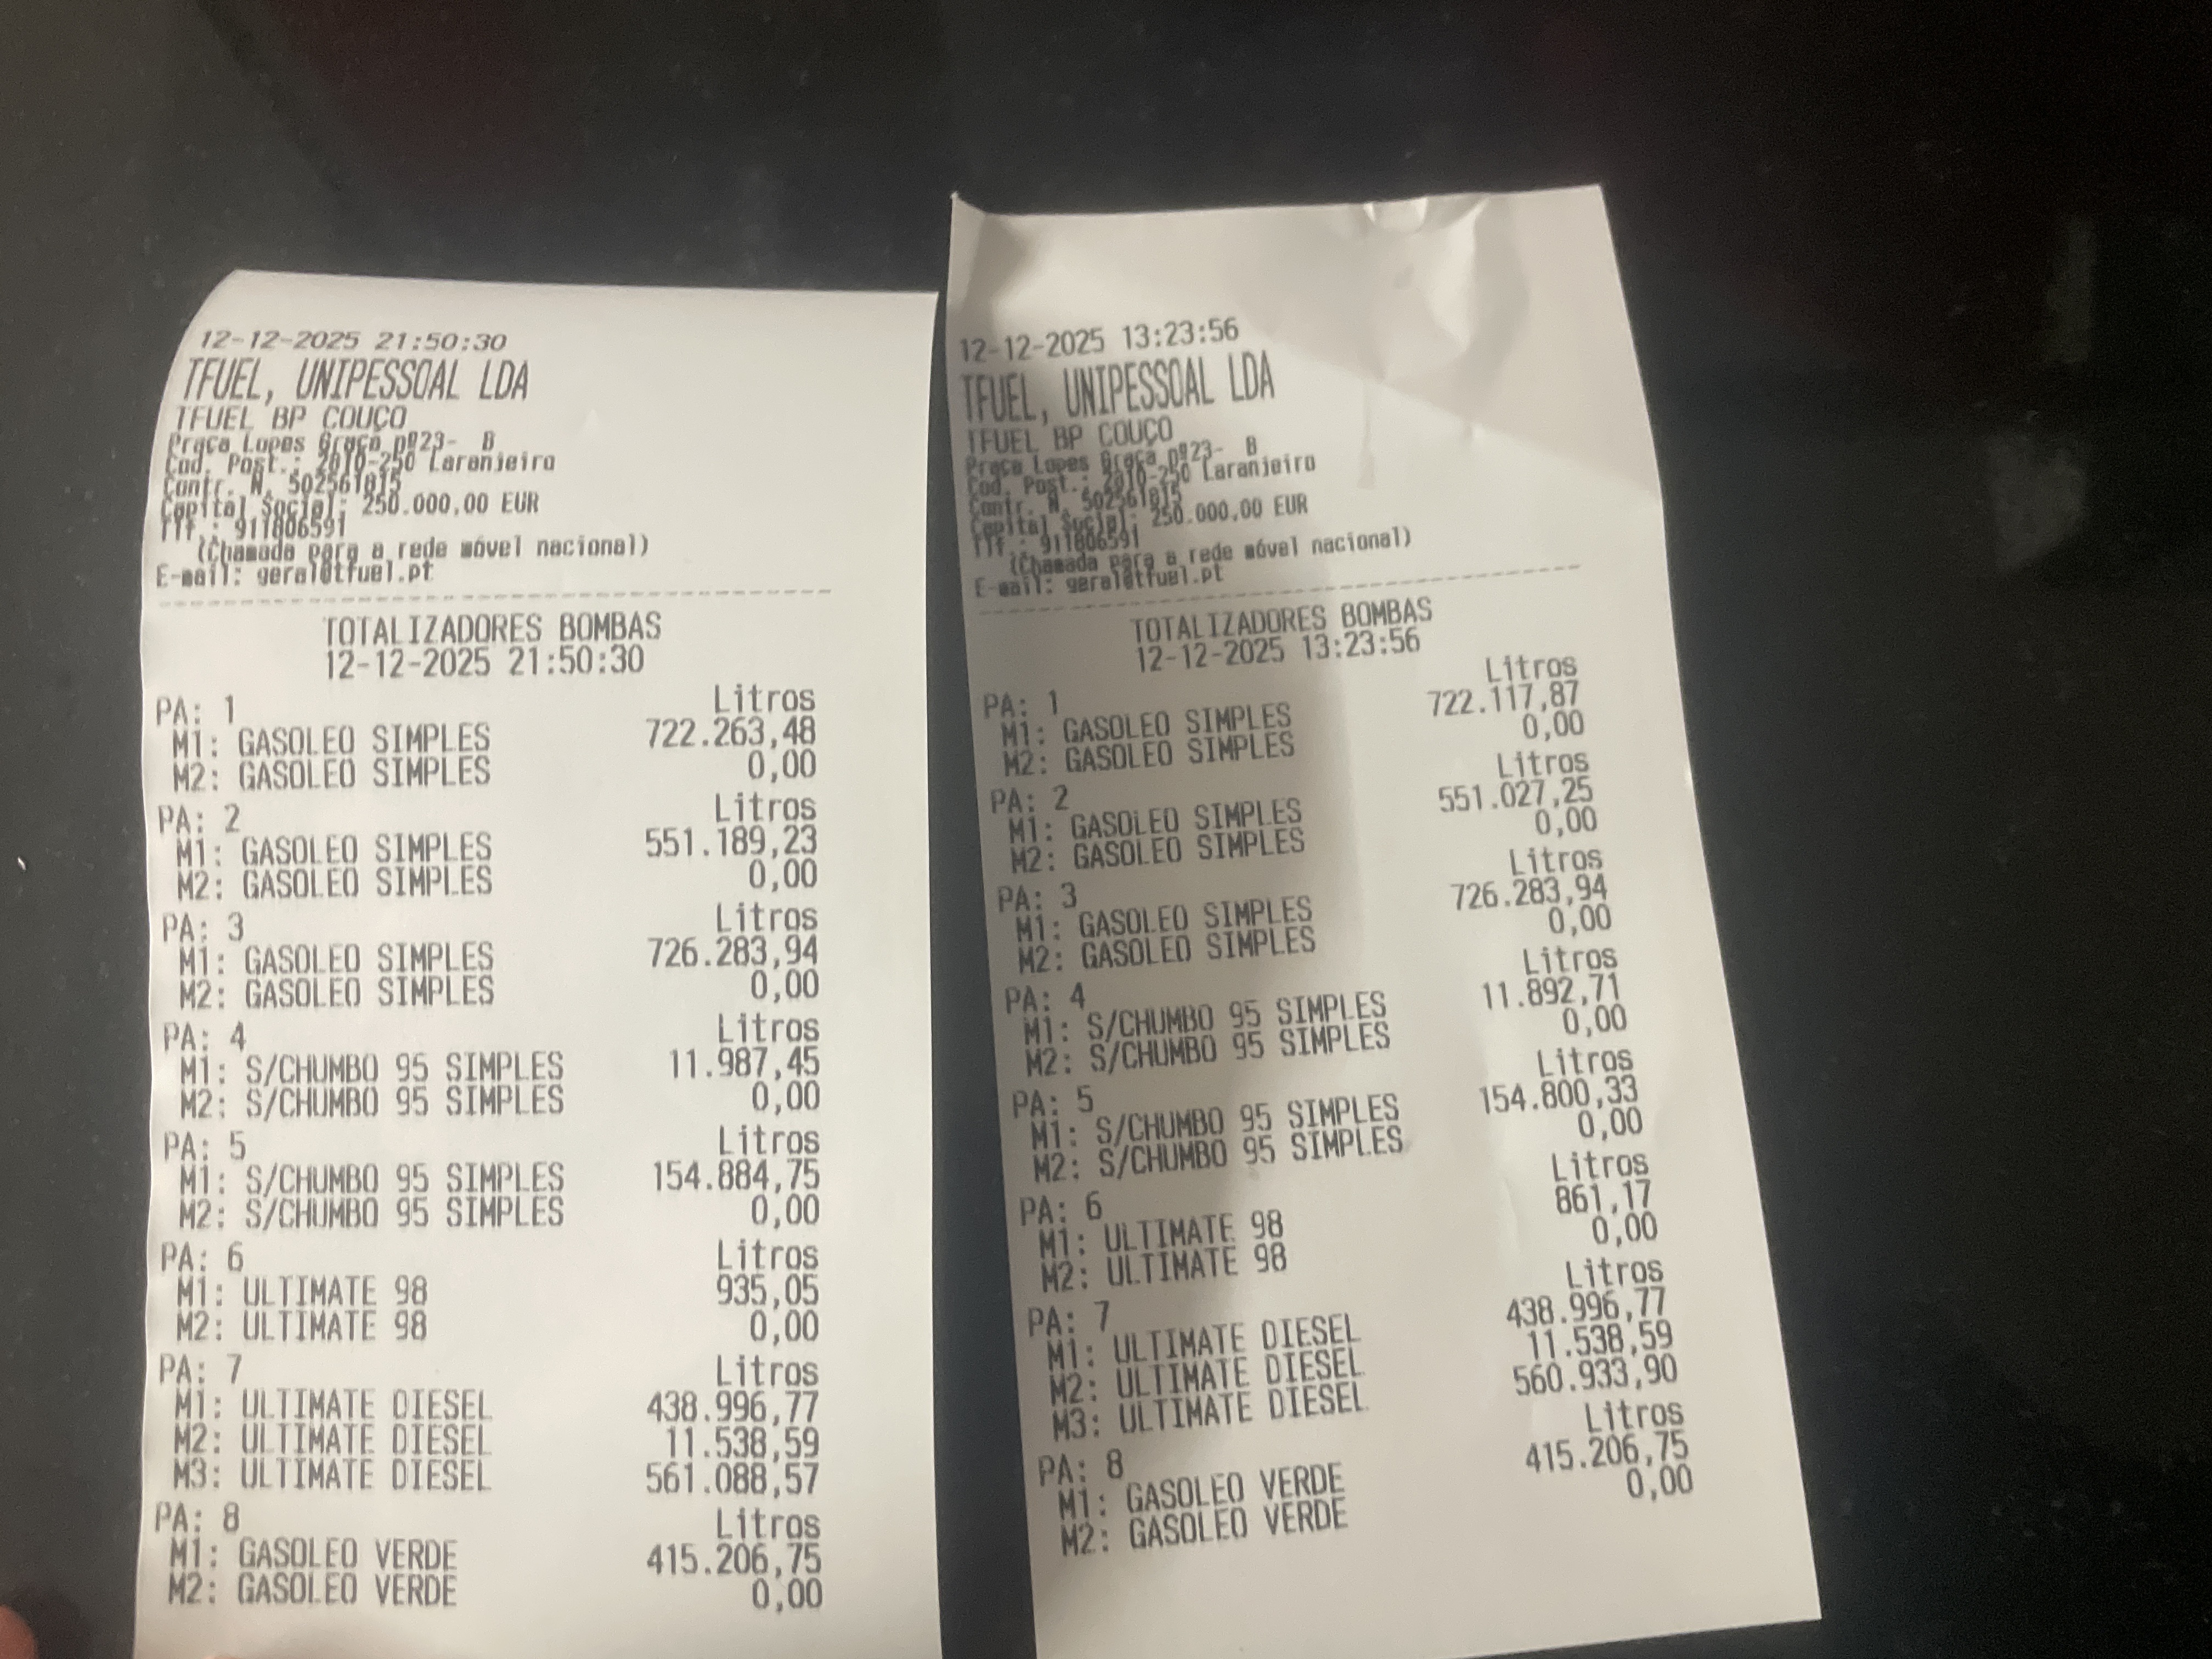 12-12-2025 21:50:30
TFUEL, UNIPESSOAL LDA
TFUEL BP COUÇO
Praça Lopes Graça nº23- B
Cod. Post.: 2810-250 Laranjeiro
Contr. N. 502561815
Capital Social: 250.000,00 EUR
Tlf.: 911806591
(Chamada para a rede móvel nacional)
E-mail: geral@tfuel.pt
TOTALIZADORES BOMBAS
12-12-2025 21:50:30
PA: 1 Litros
M1: GASOLEO SIMPLES 722.263,48
M2: GASOLEO SIMPLES 0,00
PA: 2 Litros
M1: GASOLEO SIMPLES 551.189,23
M2: GASOLEO SIMPLES 0,00
PA: 3 Litros
M1: GASOLEO SIMPLES 726.283,94
M2: GASOLEO SIMPLES 0,00
PA: 4 Litros
M1: S/CHUMBO 95 SIMPLES 11.987,45
M2: S/CHUMBO 95 SIMPLES 0,00
PA: 5 Litros
M1: S/CHUMBO 95 SIMPLES 154.884,75
M2: S/CHUMBO 95 SIMPLES 0,00
PA: 6 Litros
M1: ULTIMATE 98 935,05
M2: ULTIMATE 98 0,00
PA: 7 Litros
M1: ULTIMATE DIESEL 438.996,77
M2: ULTIMATE DIESEL 11.538,59
M3: ULTIMATE DIESEL 561.088,57
PA: 8 Litros
M1: GASOLEO VERDE 415.206,75
M2: GASOLEO VERDE 0,00
12-12-2025 13:23:56
TFUEL, UNIPESSOAL LDA
TFUEL BP COUÇO
Praça Lopes Graça nº23- B
Cod. Post.: 2810-250 Laranjeiro
Contr. N. 502561815
Capital Social: 250.000,00 EUR
Tlf.: 911806591
(Chamada para a rede móvel nacional)
E-mail: geral@tfuel.pt
TOTALIZADORES BOMBAS
12-12-2025 13:23:56
PA: 1 Litros
M1: GASOLEO SIMPLES 722.117,87
M2: GASOLEO SIMPLES 0,00
PA: 2 Litros
M1: GASOLEO SIMPLES 551.027,25
M2: GASOLEO SIMPLES 0,00
PA: 3 Litros
M1: GASOLEO SIMPLES 726.283,94
M2: GASOLEO SIMPLES 0,00
PA: 4 Litros
M1: S/CHUMBO 95 SIMPLES 11.892,71
M2: S/CHUMBO 95 SIMPLES 0,00
PA: 5 Litros
M1: S/CHUMBO 95 SIMPLES 154.800,33
M2: S/CHUMBO 95 SIMPLES 0,00
PA: 6 Litros
M1: ULTIMATE 98 861,17
M2: ULTIMATE 98 0,00
PA: 7 Litros
M1: ULTIMATE DIESEL 438.996,77
M2: ULTIMATE DIESEL 11.538,59
M3: ULTIMATE DIESEL 560.933,90
PA: 8 Litros
M1: GASOLEO VERDE 415.206,75
M2: GASOLEO VERDE 0,00